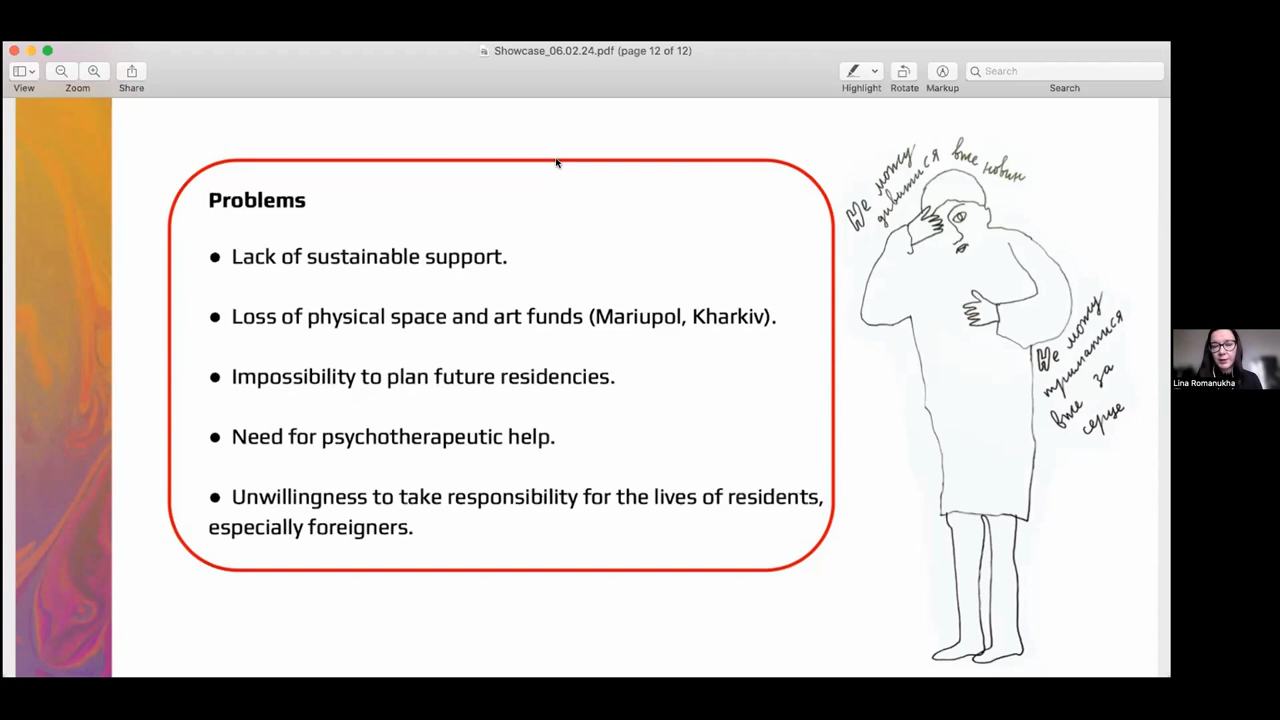 Showcase_06.02.24.pdf (page 12 of 12)
View
Zoom
Share
Highlight
Rotate
Markup
Search
Search
Problems
● Lack of sustainable support.
● Loss of physical space and art funds (Mariupol, Kharkiv).
● Impossibility to plan future residencies.
● Need for psychotherapeutic help.
● Unwillingness to take responsibility for the lives of residents,
especially foreigners.
Не можу
дивитися вже новин
Не можу
триматися
вже за
серце
Lina Romanukha